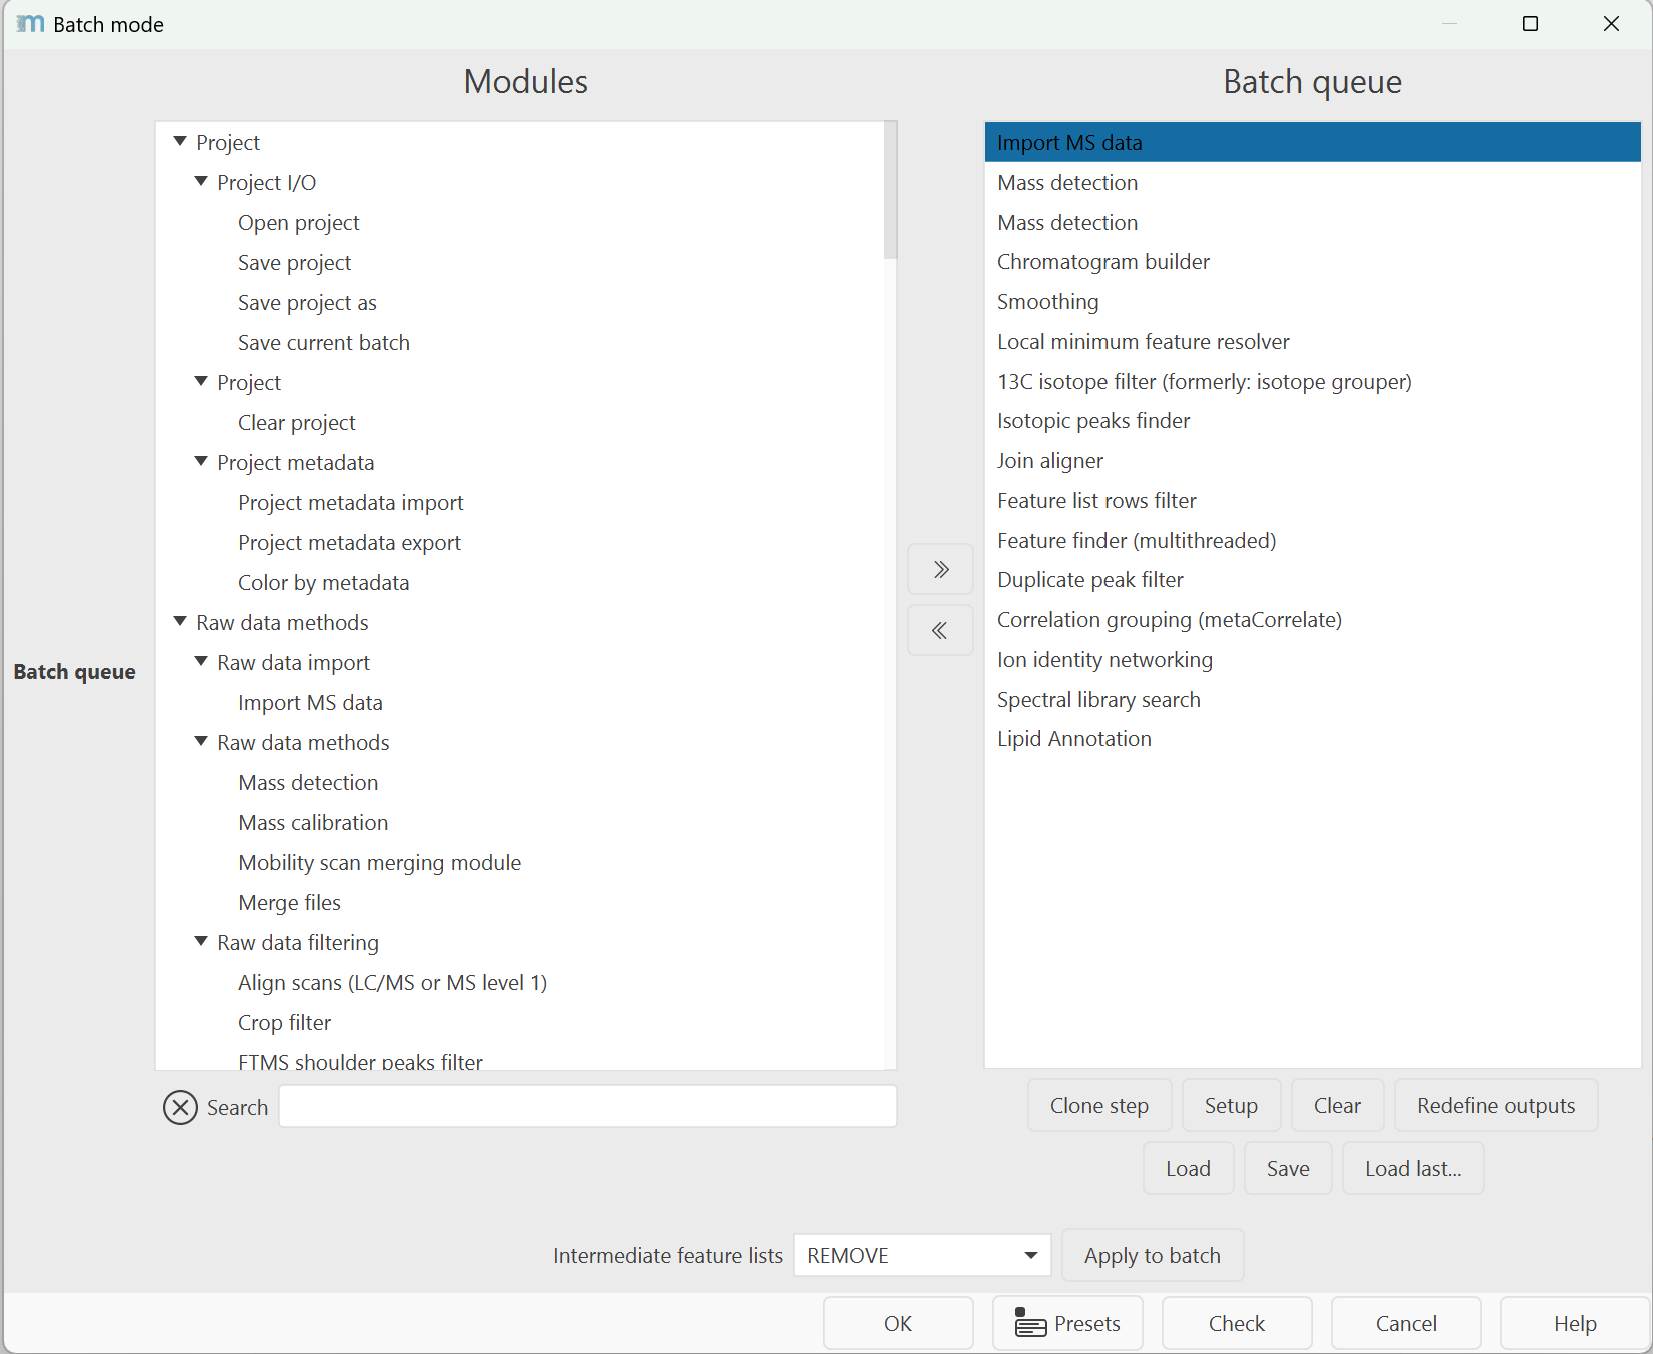 Batch mode
Modules
Project
Project I/O
Open project
Save project
Save project as
Save current batch
Project
Clear project
Project metadata
Project metadata import
Project metadata export
Color by metadata
Raw data methods
Raw data import
Import MS data
Raw data methods
Mass detection
Mass calibration
Mobility scan merging module
Merge files
Raw data filtering
Align scans (LC/MS or MS level 1)
Crop filter
FTMS shoulder peaks filter
Batch queue
Search
Batch queue
Import MS data
Mass detection
Mass detection
Chromatogram builder
Smoothing
Local minimum feature resolver
13C isotope filter (formerly: isotope grouper)
Isotopic peaks finder
Join aligner
Feature list rows filter
Feature finder (multithreaded)
Duplicate peak filter
Correlation grouping (metaCorrelate)
Ion identity networking
Spectral library search
Lipid Annotation
Clone step Setup Clear Redefine outputs
Load Save Load last...
Intermediate feature lists REMOVE Apply to batch
OK Presets Check Cancel Help